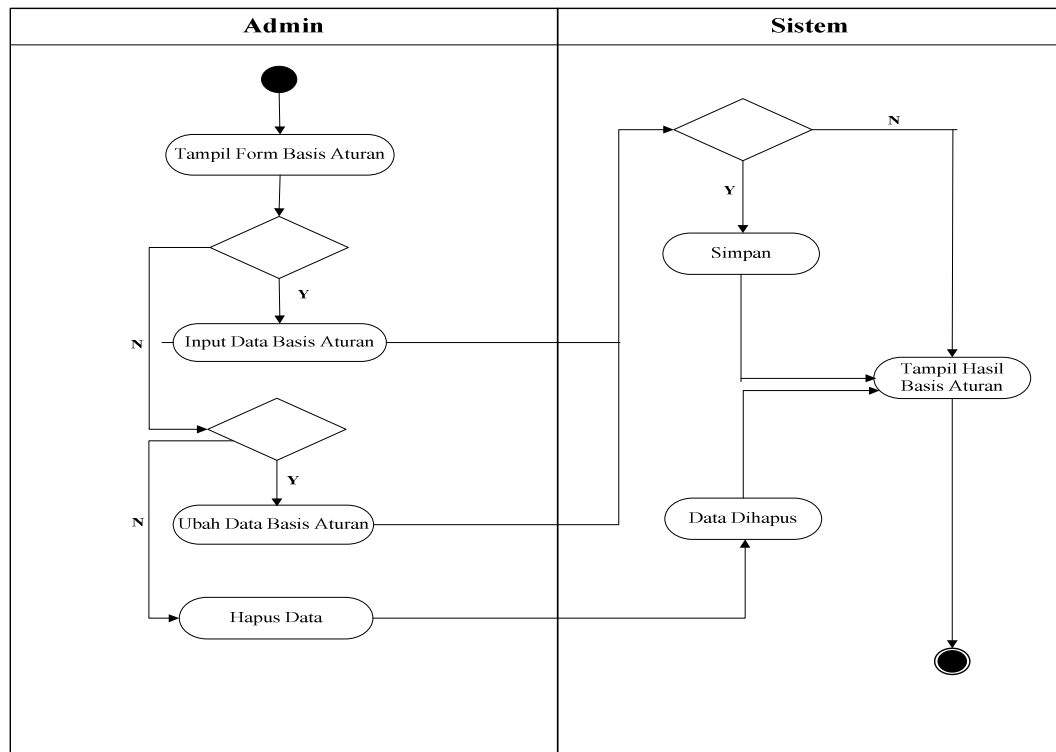 Admin
Sistem
Tampil Form Basis Aturan
Y
N
Input Data Basis Aturan
Y
N
Ubah Data Basis Aturan
Hapus Data
N
Y
Simpan
Tampil Hasil
Basis Aturan
Data Dihapus